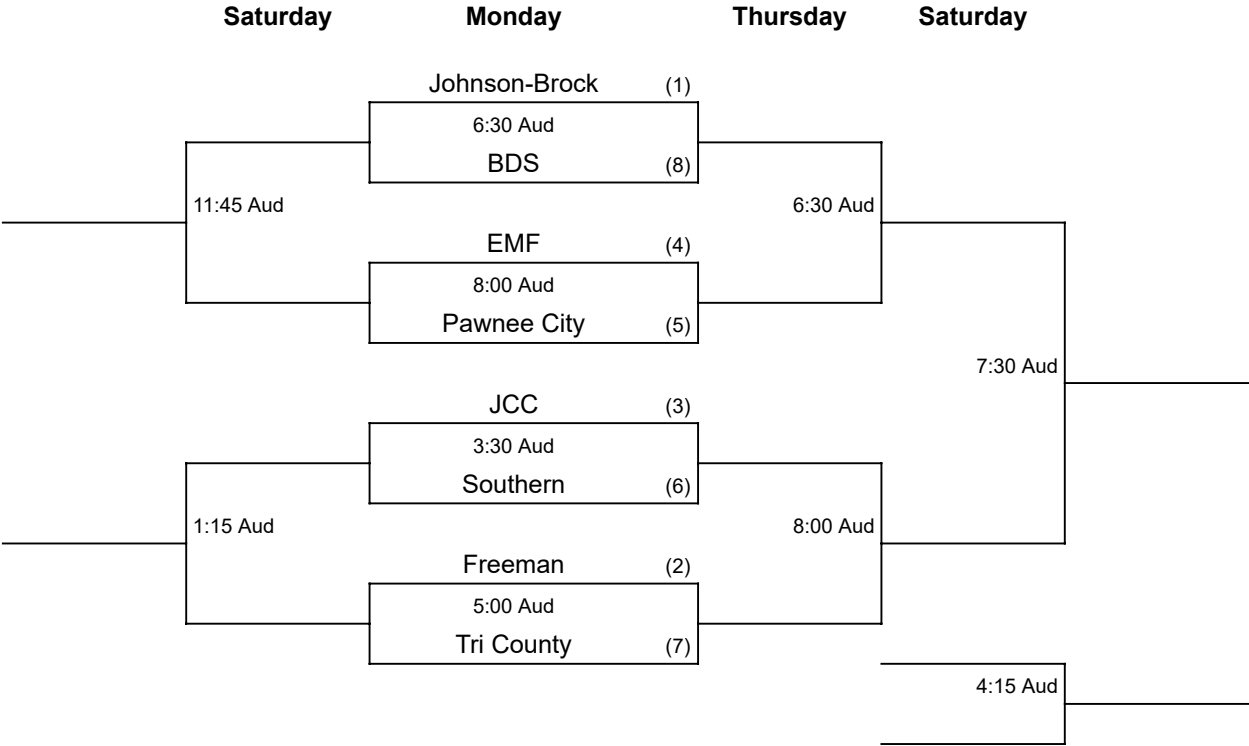 Saturday Monday Thursday Saturday
Johnson-Brock (1)
6:30 Aud
BDS (8)
11:45 Aud 6:30 Aud
EMF (4)
8:00 Aud
Pawnee City (5)
7:30 Aud
JCC (3)
3:30 Aud
Southern (6)
1:15 Aud 8:00 Aud
Freeman (2)
5:00 Aud
Tri County (7)
4:15 Aud